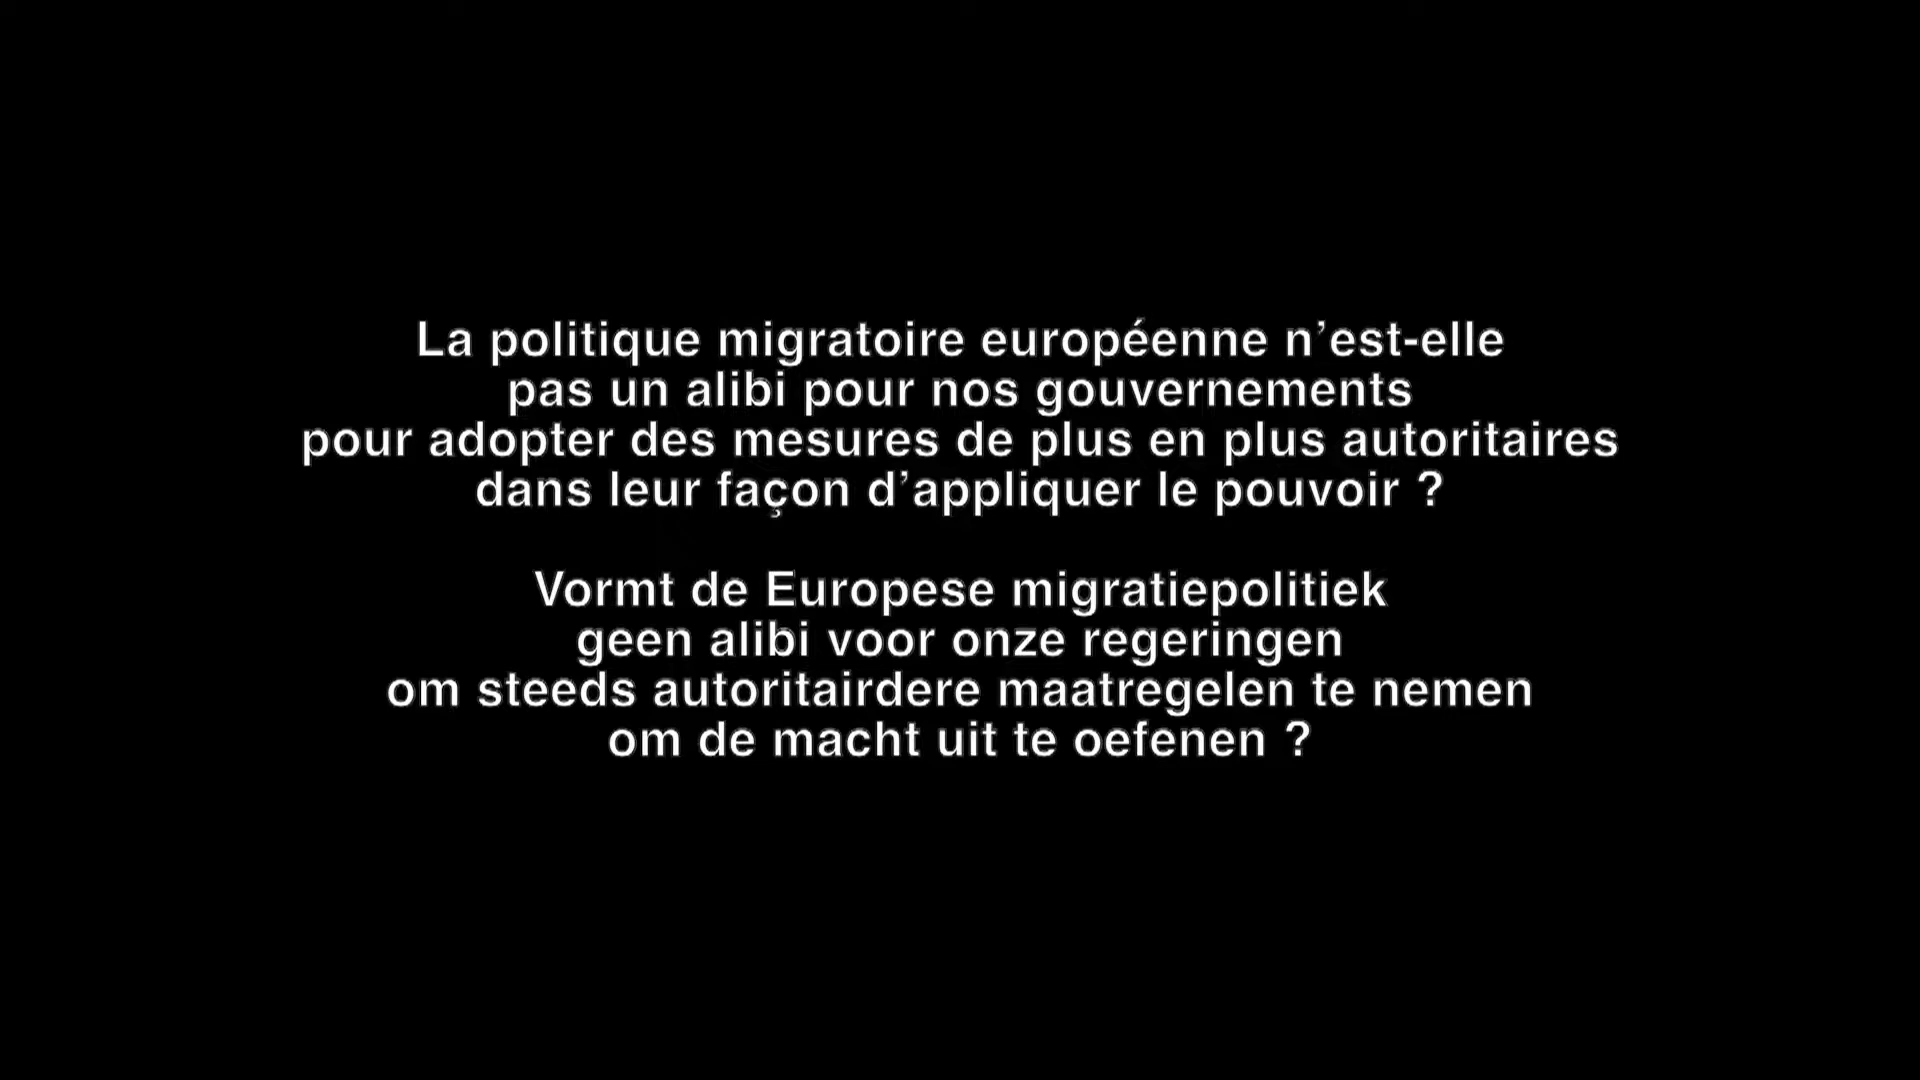 La politique migratoire européenne n’est-elle
pas un alibi pour nos gouvernements
pour adopter des mesures de plus en plus autoritaires
dans leur façon d’appliquer le pouvoir ?
Vormt de Europese migratiepolitiek
geen alibi voor onze regeringen
om steeds autoritairdere maatregelen te nemen
om de macht uit te oefenen ?